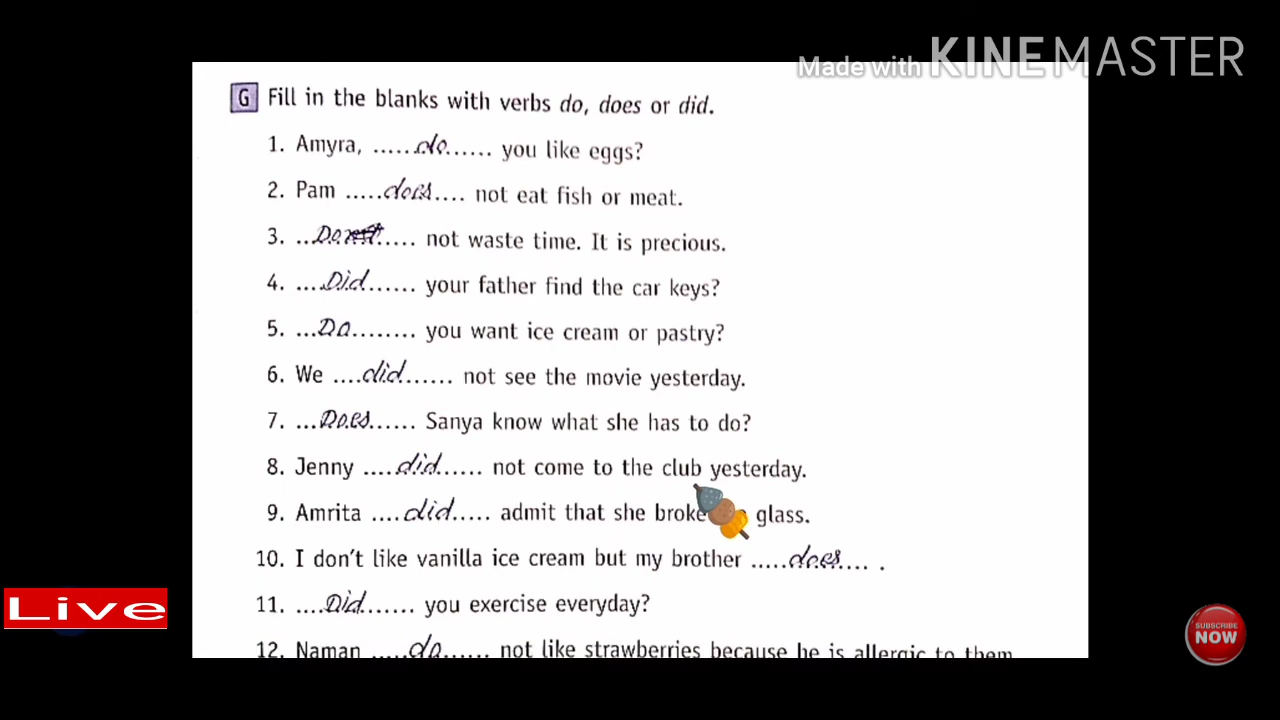 Made with KINEMASTER
G Fill in the blanks with verbs do, does or did.
1. Amyra, .....do...... you like eggs?
2. Pam .....does.... not eat fish or meat.
3. ...Do..... not waste time. It is precious.
4. ....Did...... your father find the car keys?
5. ...Do........ you want ice cream or pastry?
6. We ....did....... not see the movie yesterday.
7. ...Does...... Sanya know what she has to do?
8. Jenny ....did...... not come to the club yesterday.
9. Amrita ....did..... admit that she broke glass.
10. I don't like vanilla ice cream but my brother .....does.... .
Live
11. ....Did....... you exercise everyday?
SUBSCRIBE
NOW
12. Naman .....do...... not like strawberries because he is allergic to them